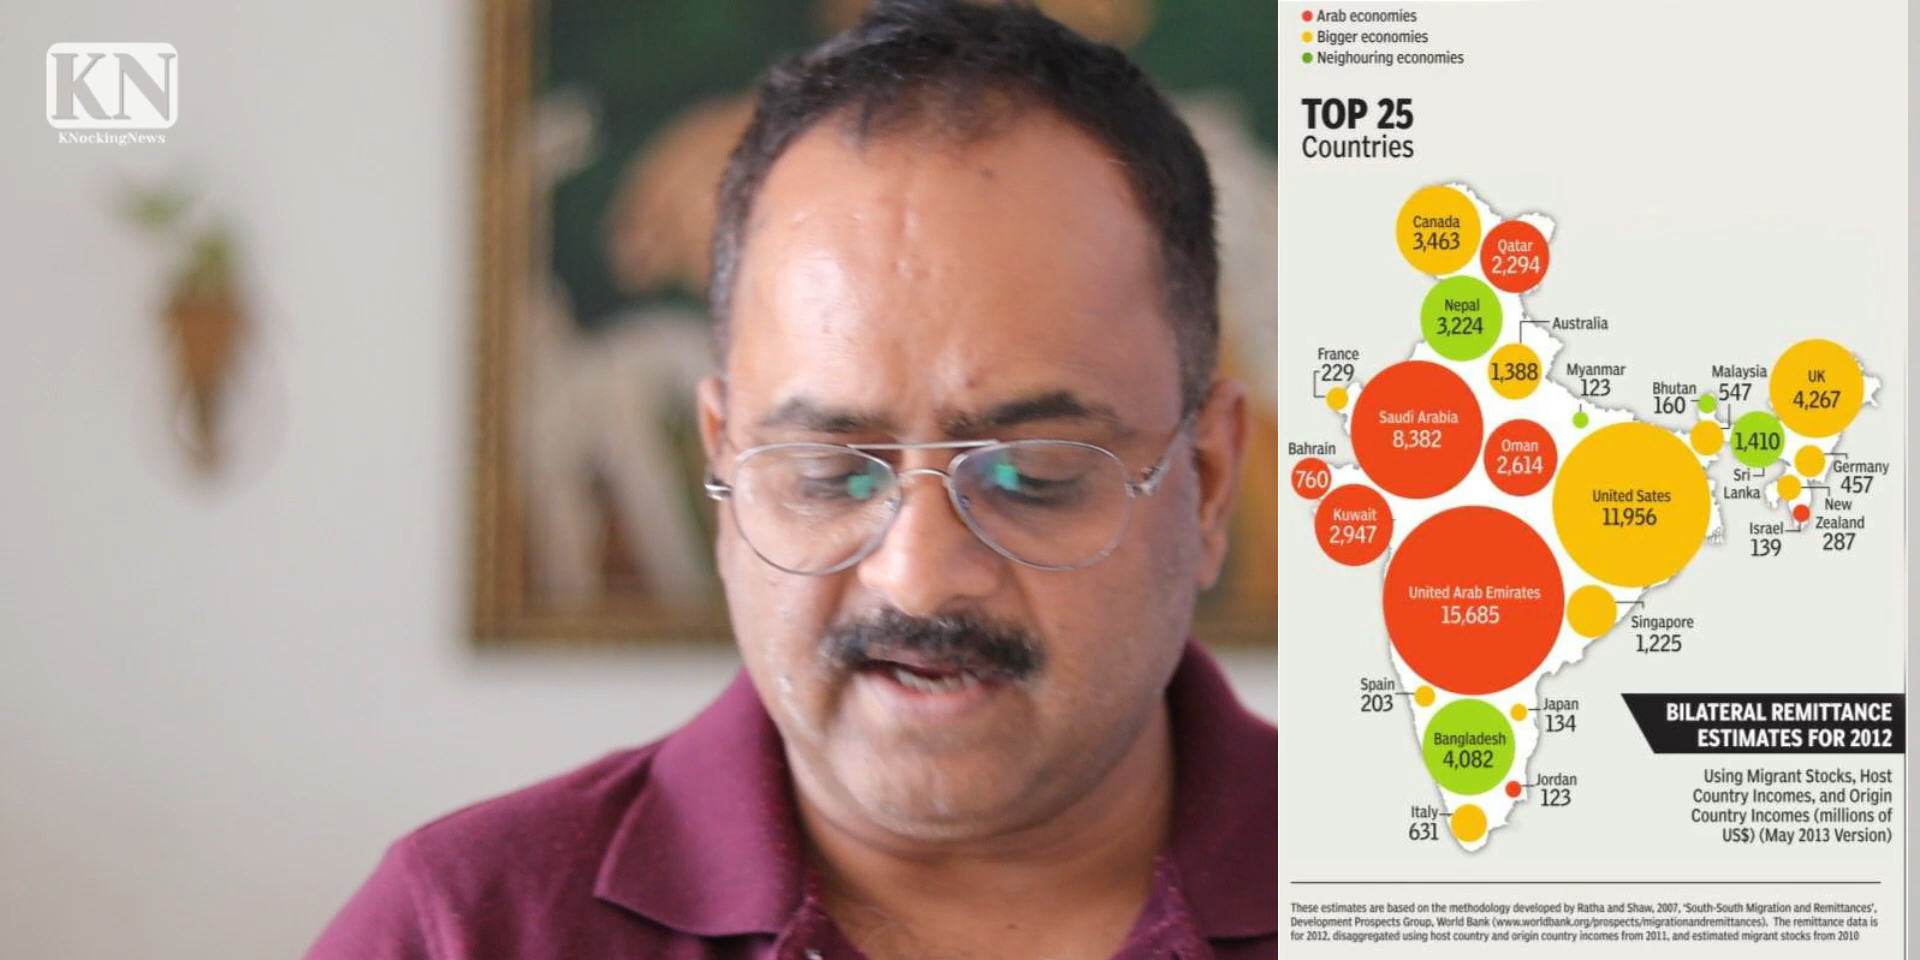 KN
KNockingNews
Arab economies
Bigger economies
Neighouring economies
TOP 25
Countries
Canada
3,463
Qatar
2,294
Nepal
3,224
Australia
1,388
France
229
Myanmar
123
Bhutan
160
Malaysia
547
UK
4,267
Saudi Arabia
8,382
Oman
2,614
1,410
Sri
Lanka
Germany
457
Bahrain
760
United Sates
11,956
New
Zealand
287
Israel
139
Kuwait
2,947
United Arab Emirates
15,685
Singapore
1,225
Spain
203
Japan
134
Bangladesh
4,082
Jordan
123
Italy
631
BILATERAL REMITTANCE
ESTIMATES FOR 2012
Using Migrant Stocks, Host
Country Incomes, and Origin
Country Incomes (millions of
US$) (May 2013 Version)
These estimates are based on the methodology developed by Ratha and Shaw, 2007, 'South-South Migration and Remittances',
Development Prospects Group, World Bank (www.worldbank.org/prospects/migrationandremittances). The remittance data is
for 2012, disaggregated using host country and origin country incomes from 2011, and estimated migrant stocks from 2010